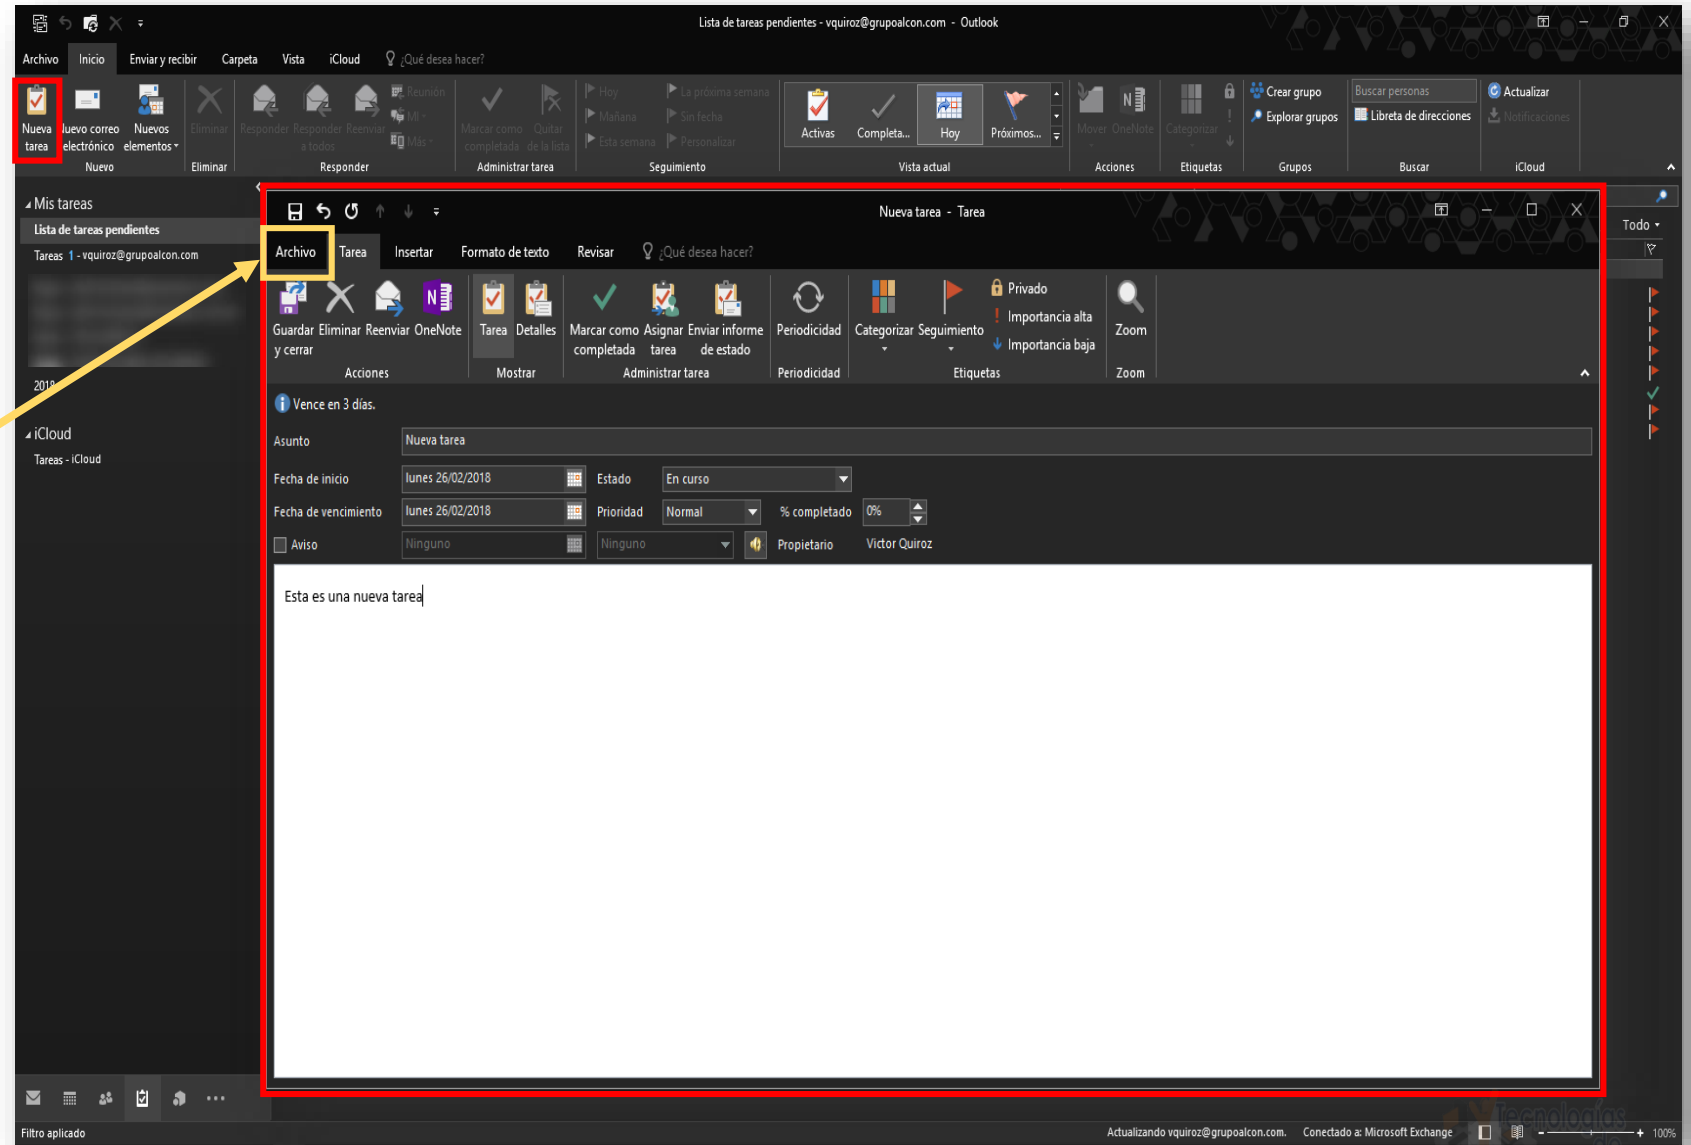 Lista de tareas pendientes - vquiroz@grupoalcon.com - Outlook
Archivo Inicio Enviar y recibir Carpeta Vista iCloud ¿Qué desea hacer?
Nueva tarea
Nuevo correo electrónico
Nuevos elementos
Eliminar
Responder
Responder a todos
Reenviar
Reunión
MI
Más
Marcar como completada
Quitar de la lista
Hoy
Mañana
Esta semana
La próxima semana
Sin fecha
Personalizar
Activas Completa... Hoy Próximos...
Mover OneNote
Categorizar
Crear grupo
Explorar grupos
Buscar personas
Libreta de direcciones
Actualizar
Notificaciones
Nuevo Eliminar Responder Administrar tarea Seguimiento Vista actual Acciones Etiquetas Grupos Buscar iCloud
Mis tareas
Lista de tareas pendientes
Tareas 1 - vquiroz@grupoalcon.com
2018
iCloud
Tareas - iCloud
Todo
Nueva tarea - Tarea
Archivo Tarea Insertar Formato de texto Revisar ¿Qué desea hacer?
Guardar y cerrar
Eliminar
Reenviar
OneNote
Tarea
Detalles
Marcar como completada
Asignar tarea
Enviar informe de estado
Periodicidad
Categorizar
Seguimiento
Privado
Importancia alta
Importancia baja
Zoom
Acciones Mostrar Administrar tarea Periodicidad Etiquetas Zoom
Vence en 3 días.
Asunto Nueva tarea
Fecha de inicio lunes 26/02/2018 Estado En curso
Fecha de vencimiento lunes 26/02/2018 Prioridad Normal % completado 0%
Aviso Ninguno Ninguno Propietario Victor Quiroz
Esta es una nueva tarea
Tecnologías
Filtro aplicado
Actualizando vquiroz@grupoalcon.com. Conectado a: Microsoft Exchange 100%